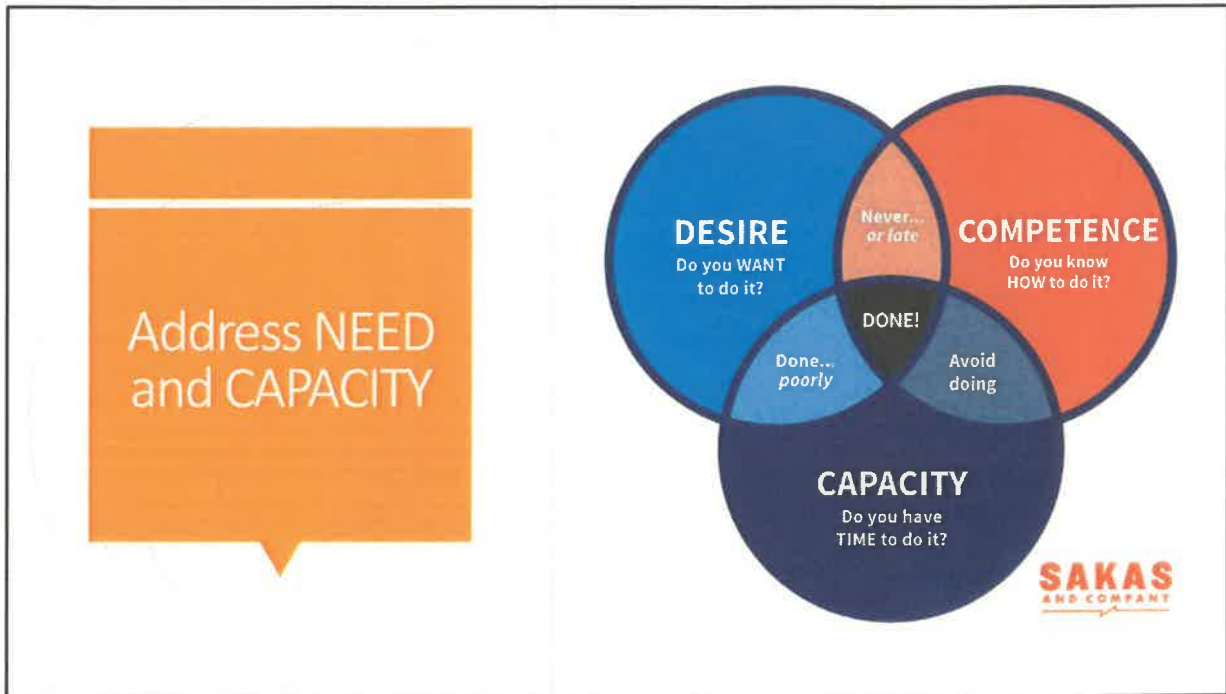 Address NEED
and CAPACITY
DESIRE
Do you WANT
to do it?
Never...
or late
COMPETENCE
Do you know
HOW to do it?
DONE!
Done...
poorly
Avoid
doing
CAPACITY
Do you have
TIME to do it?
SAKAS
AND COMPANY